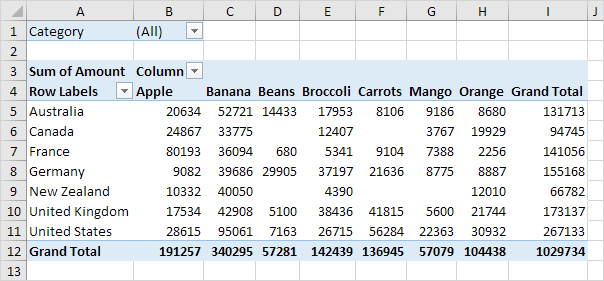 A B C D E F G H I J
1 Category (All)
2
3 Sum of Amount Column
4 Row Labels Apple Banana Beans Broccoli Carrots Mango Orange Grand Total
5 Australia 20634 52721 14433 17953 8106 9186 8680 131713
6 Canada 24867 33775 12407 3767 19929 94745
7 France 80193 36094 680 5341 9104 7388 2256 141056
8 Germany 9082 39686 29905 37197 21636 8775 8887 155168
9 New Zealand 10332 40050 4390 12010 66782
10 United Kingdom 17534 42908 5100 38436 41815 5600 21744 173137
11 United States 28615 95061 7163 26715 56284 22363 30932 267133
12 Grand Total 191257 340295 57281 142439 136945 57079 104438 1029734
13